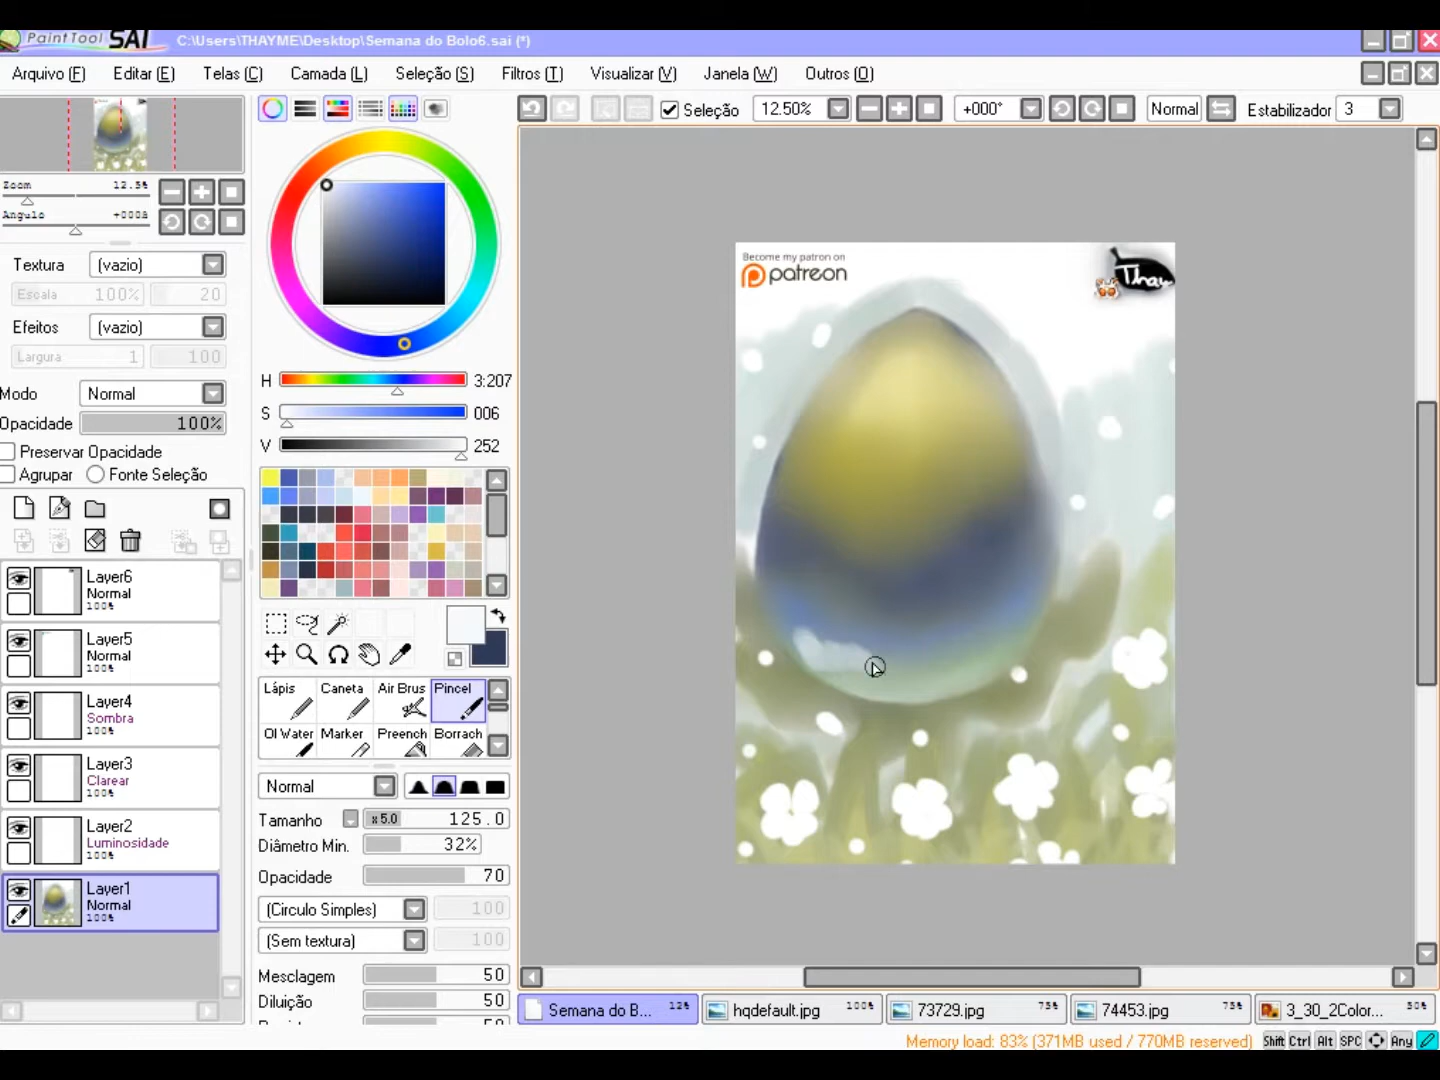 PaintTool SAI C:\Users\THAYME\Desktop\Semana do Bolo6.sai (*)
Arquivo (F) Editar (E) Telas (C) Camada (L) Seleção (S) Filtros (T) Visualizar (V) Janela (W) Outros (O)
Seleção 12.50% +000° Normal Estabilizador 3
Zoom 12.5%
Angulo +000ª
Textura (vazio)
Escala 100% 20
Efeitos (vazio)
Largura 1 100
Modo Normal
Opacidade 100%
Preservar Opacidade
Agrupar Fonte Seleção
Layer6
Normal
100%
Layer5
Normal
100%
Layer4
Sombra
100%
Layer3
Clarear
100%
Layer2
Luminosidade
100%
Layer1
Normal
100%
H 3:207
S 006
V 252
Lápis Caneta Air Brus Pincel
Ol Water Marker Preench Borrach
Normal
Tamanho x5.0 125.0
Diâmetro Min. 32%
Opacidade 70
(Circulo Simples) 100
(Sem textura) 100
Mesclagem 50
Diluição 50
Become my patron on
patreon
Thay
Semana do B... 12% hqdefault.jpg 100% 73729.jpg 75% 74453.jpg 75% 3_30_2Color... 50%
Memory load: 83% (371MB used / 770MB reserved) Shift Ctrl Alt SPC Any